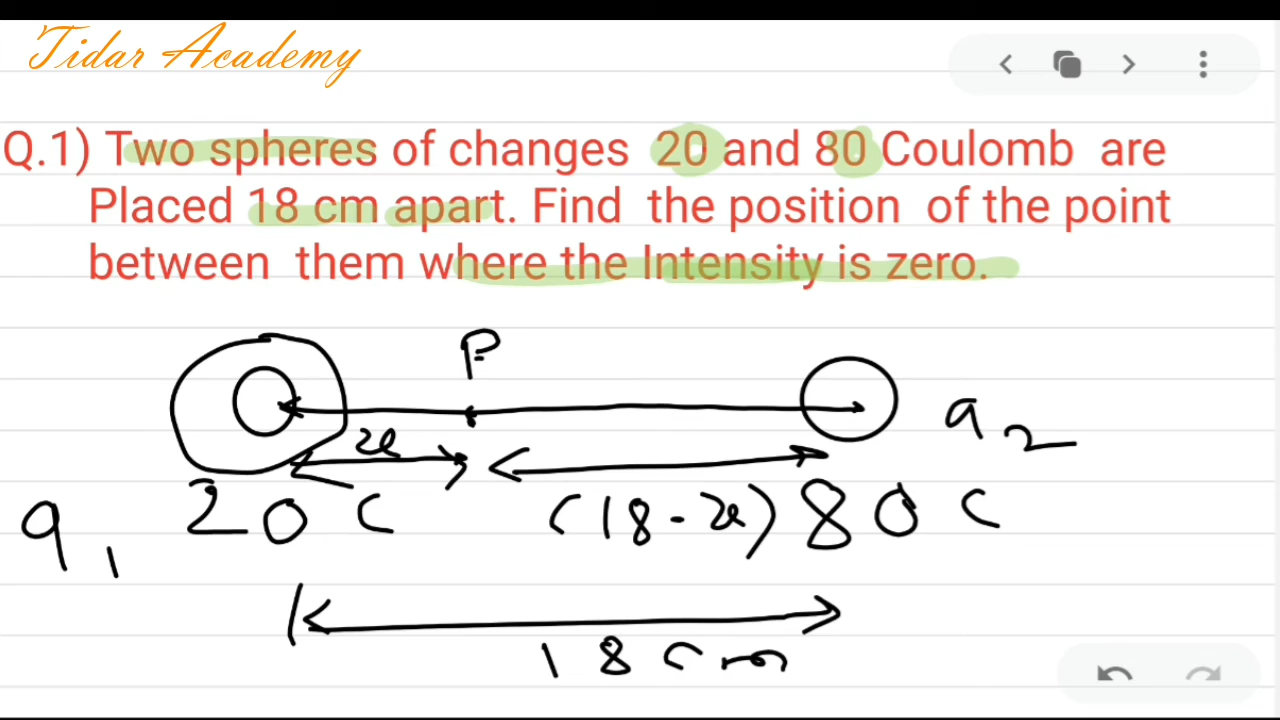 Tidar Academy
Q.1) Two spheres of changes 20 and 80 Coulomb are
Placed 18 cm apart. Find the position of the point
between them where the Intensity is zero.
P
x
q1 20 C
(18-x) 80 C
q2
18 cm